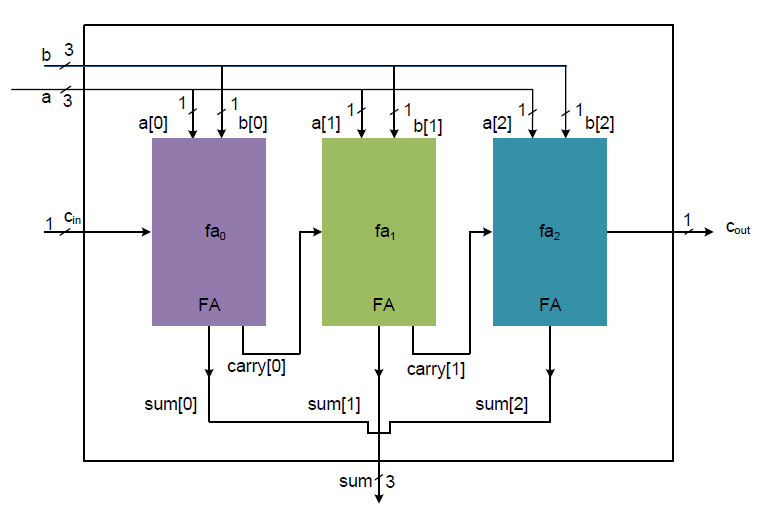 b 3
a 3
1 1 1 1 1 1
a[0] b[0] a[1] b[1] a[2] b[2]
1 cin fa0 fa1 fa2 1 cout
FA FA FA
carry[0] carry[1]
sum[0] sum[1] sum[2]
sum 3